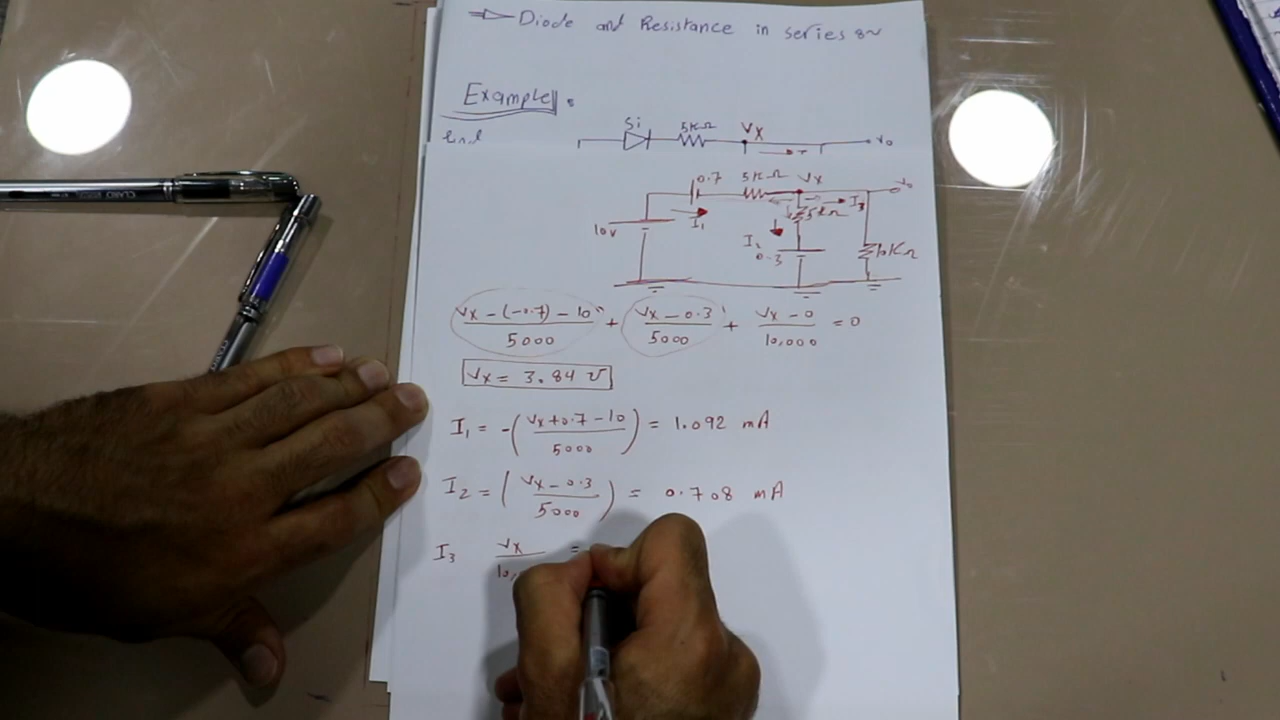 Diode and Resistance in series
Example
find
Si 5KΩ Vx Vo
0.7 5KΩ Vx Vo
10V I₁ 5kΩ I₃
I₂
0.3 10KΩ
Vx - (-0.7) - 10 / 5000 + Vx - 0.3 / 5000 + Vx - 0 / 10,000 = 0
Vx = 3.84 V
I₁ = -(Vx + 0.7 - 10 / 5000) = 1.092 mA
I₂ = (Vx - 0.3 / 5000) = 0.708 mA
I₃ Vx / 10, =